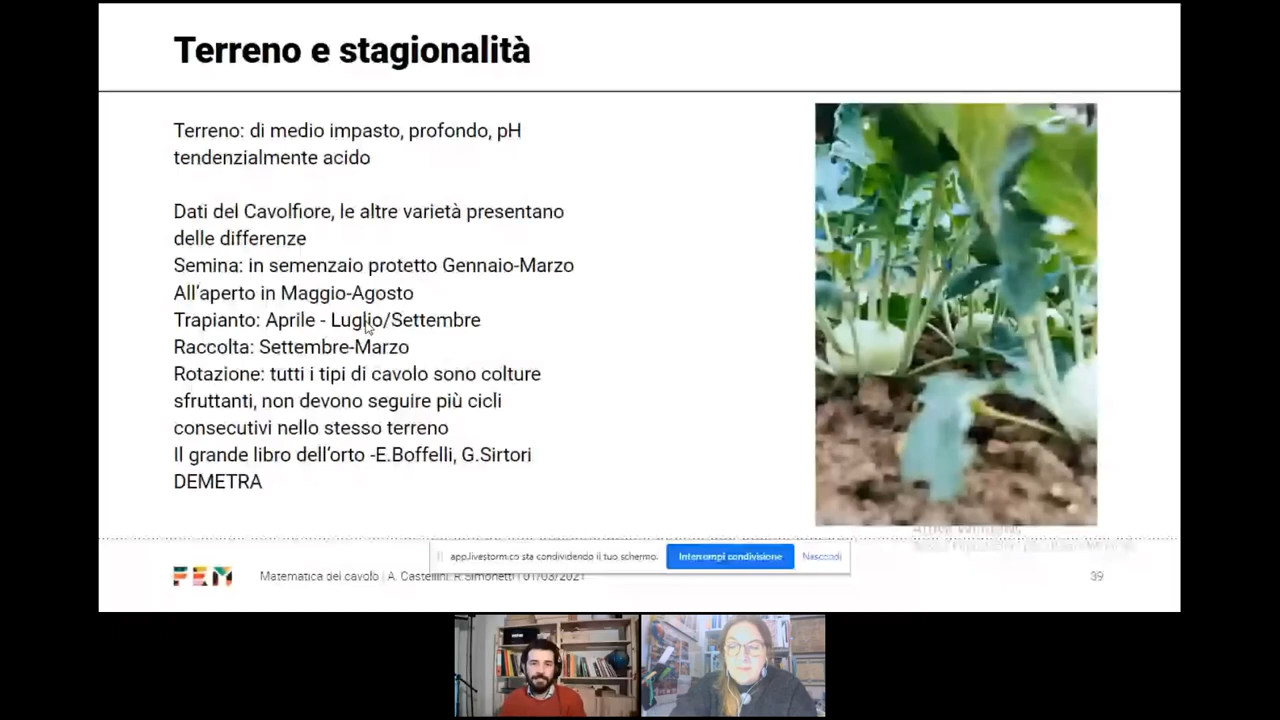 Terreno e stagionalità
Terreno: di medio impasto, profondo, pH
tendenzialmente acido
Dati del Cavolfiore, le altre varietà presentano
delle differenze
Semina: in semenzaio protetto Gennaio-Marzo
All'aperto in Maggio-Agosto
Trapianto: Aprile - Luglio/Settembre
Raccolta: Settembre-Marzo
Rotazione: tutti i tipi di cavolo sono colture
sfruttanti, non devono seguire più cicli
consecutivi nello stesso terreno
Il grande libro dell'orto -E.Boffelli, G.Sirtori
DEMETRA
app.livestorm.co sta condividendo il tuo schermo.
Interrompi condivisione
Nascondi
FEM
Matematica del cavolo | A. Castellini, R.Simonetti | 01/03/2021
39